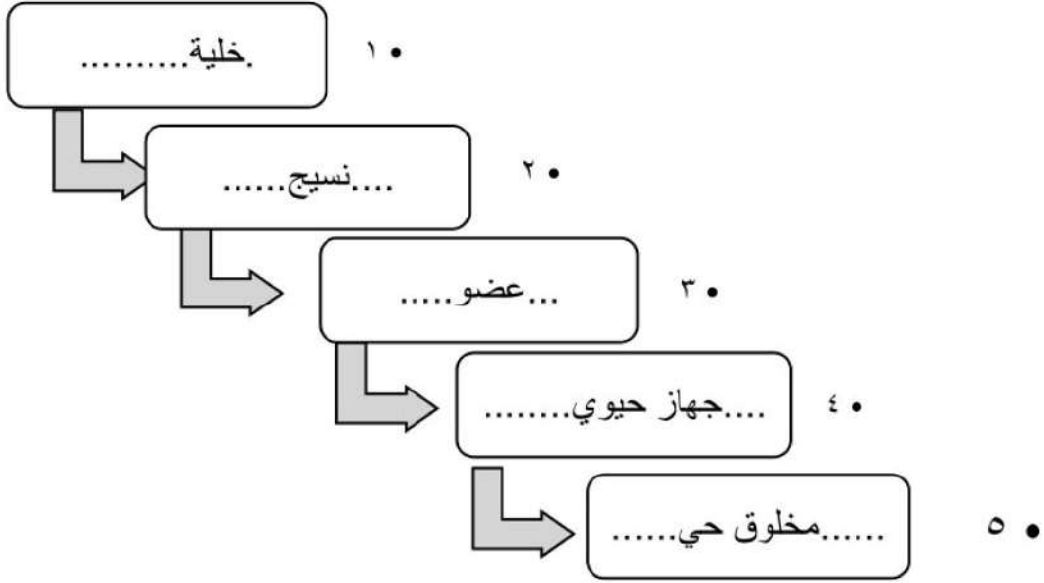 • ١ .خلية..........
• ٢ ....نسيج......
• ٣ ...عضو.....
• ٤ ....جهاز حيوي........
• ٥ ......مخلوق حي......